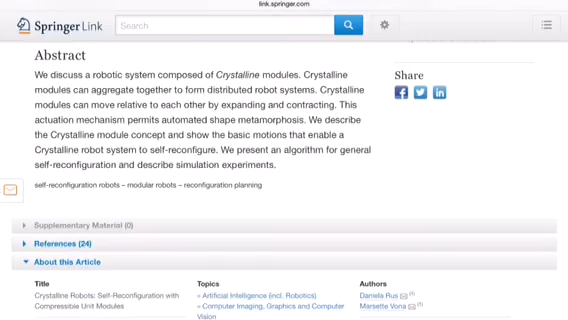 link.springer.com
Springer Link
Search
Abstract
We discuss a robotic system composed of Crystalline modules. Crystalline
modules can aggregate together to form distributed robot systems. Crystalline
modules can move relative to each other by expanding and contracting. This
actuation mechanism permits automated shape metamorphosis. We describe
the Crystalline module concept and show the basic motions that enable a
Crystalline robot system to self-reconfigure. We present an algorithm for general
self-reconfiguration and describe simulation experiments.
self-reconfiguration robots – modular robots – reconfiguration planning
Share
Supplementary Material (0)
References (24)
About this Article
Title
Crystalline Robots: Self-Reconfiguration with
Compressible Unit Modules
Topics
» Artificial Intelligence (incl. Robotics)
» Computer Imaging, Graphics and Computer
Vision
Authors
Daniela Rus (1)
Marsette Vona (1)